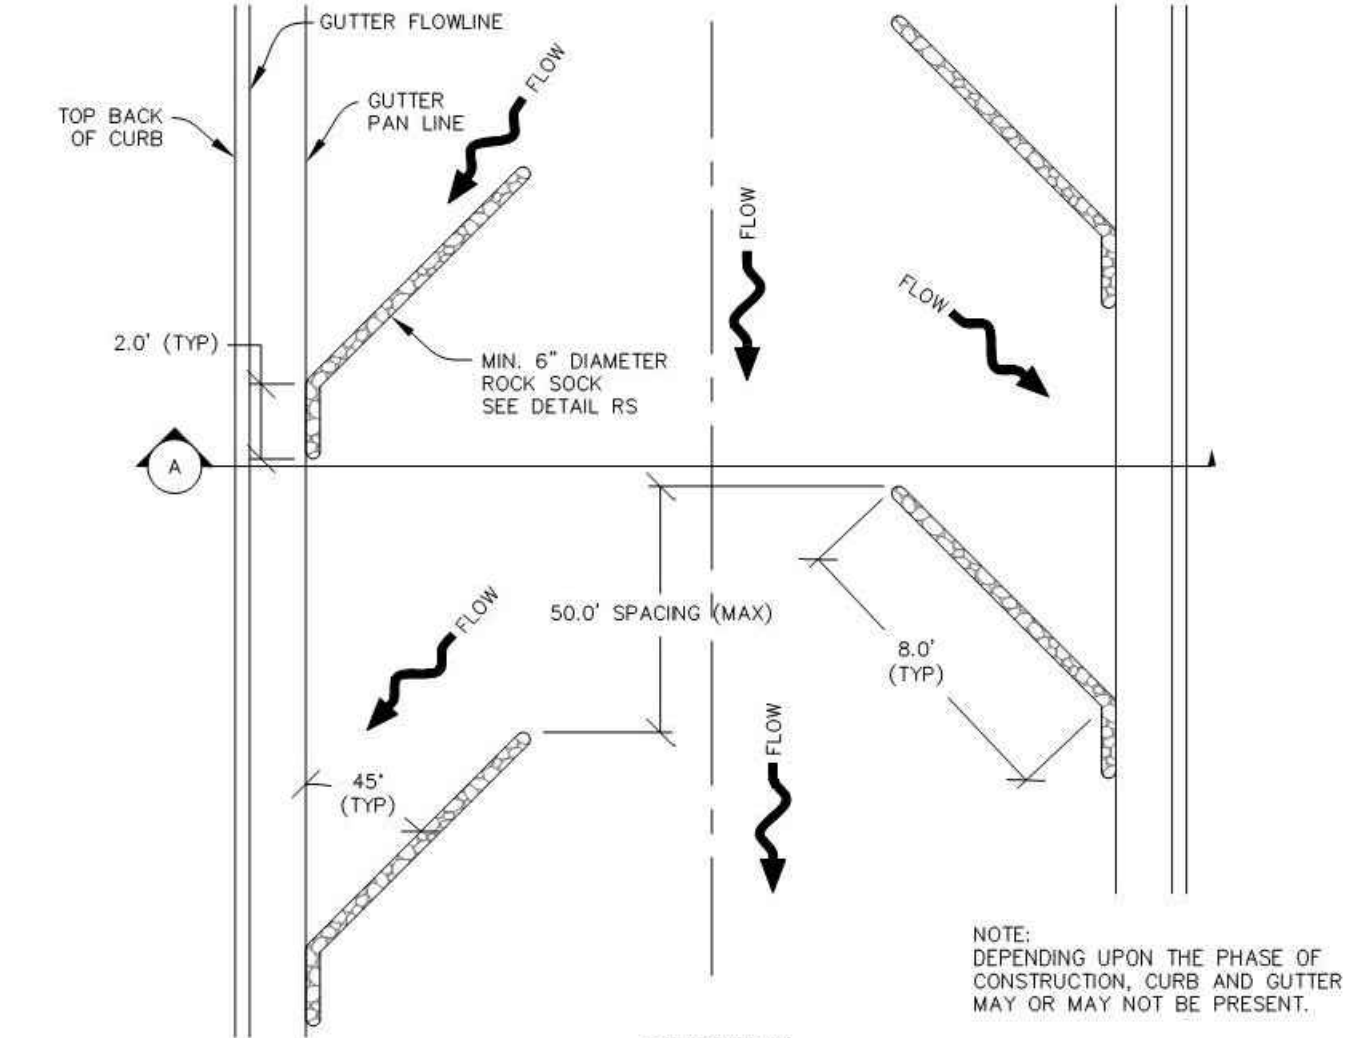 GUTTER FLOWLINE
TOP BACK
OF CURB
GUTTER
PAN LINE
FLOW
FLOW
FLOW
2.0' (TYP)
MIN. 6" DIAMETER
ROCK SOCK
SEE DETAIL RS
A
50.0' SPACING (MAX)
FLOW
8.0'
(TYP)
FLOW
45°
(TYP)
NOTE:
DEPENDING UPON THE PHASE OF
CONSTRUCTION, CURB AND GUTTER
MAY OR MAY NOT BE PRESENT.